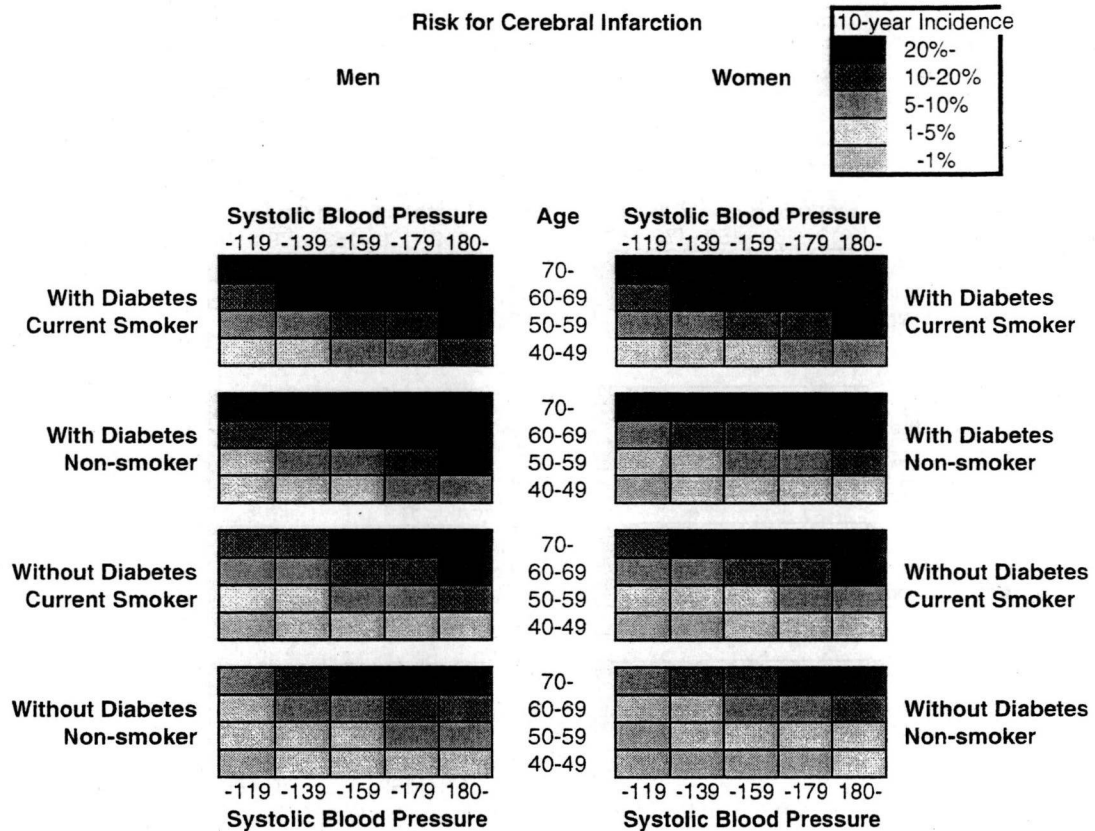 Risk for Cerebral Infarction
10-year Incidence
20%-
10-20%
5-10%
1-5%
-1%
Men
Women
Systolic Blood Pressure Age Systolic Blood Pressure
-119 -139 -159 -179 180- -119 -139 -159 -179 180-
70-
With Diabetes 60-69 With Diabetes
Current Smoker 50-59 Current Smoker
40-49
70-
With Diabetes 60-69 With Diabetes
Non-smoker 50-59 Non-smoker
40-49
70-
Without Diabetes 60-69 Without Diabetes
Current Smoker 50-59 Current Smoker
40-49
70-
Without Diabetes 60-69 Without Diabetes
Non-smoker 50-59 Non-smoker
40-49
-119 -139 -159 -179 180- -119 -139 -159 -179 180-
Systolic Blood Pressure Systolic Blood Pressure